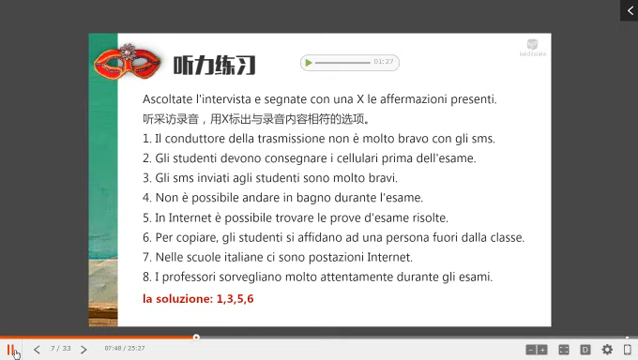 听力练习
01:27
Ascoltate l'intervista e segnate con una X le affermazioni presenti.
听采访录音，用X标出与录音内容相符的选项。
1. Il conduttore della trasmissione non è molto bravo con gli sms.
2. Gli studenti devono consegnare i cellulari prima dell'esame.
3. Gli sms inviati agli studenti sono molto bravi.
4. Non è possibile andare in bagno durante l'esame.
5. In Internet è possibile trovare le prove d'esame risolte.
6. Per copiare, gli studenti si affidano ad una persona fuori dalla classe.
7. Nelle scuole italiane ci sono postazioni Internet.
8. I professori sorvegliano molto attentamente durante gli esami.
la soluzione: 1,3,5,6
7 / 33
07:48 / 25:27